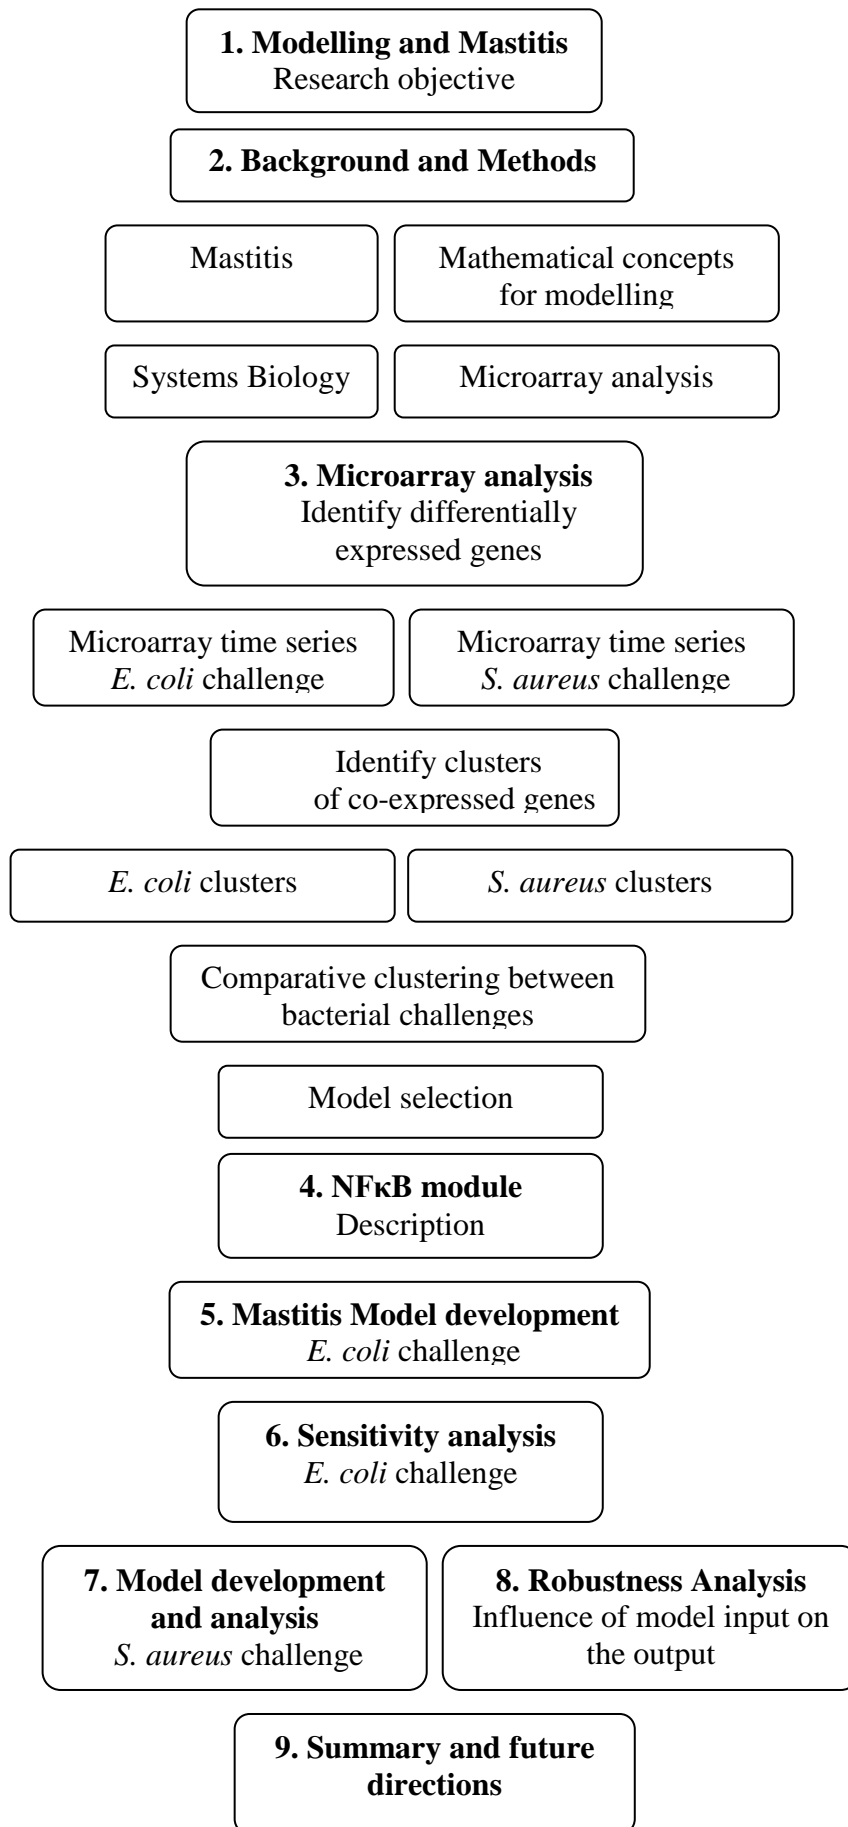 1. Modelling and Mastitis
Research objective
2. Background and Methods
Mastitis
Mathematical concepts
for modelling
Systems Biology
Microarray analysis
3. Microarray analysis
Identify differentially
expressed genes
Microarray time series
E. coli challenge
Microarray time series
S. aureus challenge
Identify clusters
of co-expressed genes
E. coli clusters
S. aureus clusters
Comparative clustering between
bacterial challenges
Model selection
4. NFκB module
Description
5. Mastitis Model development
E. coli challenge
6. Sensitivity analysis
E. coli challenge
7. Model development
and analysis
S. aureus challenge
8. Robustness Analysis
Influence of model input on
the output
9. Summary and future
directions